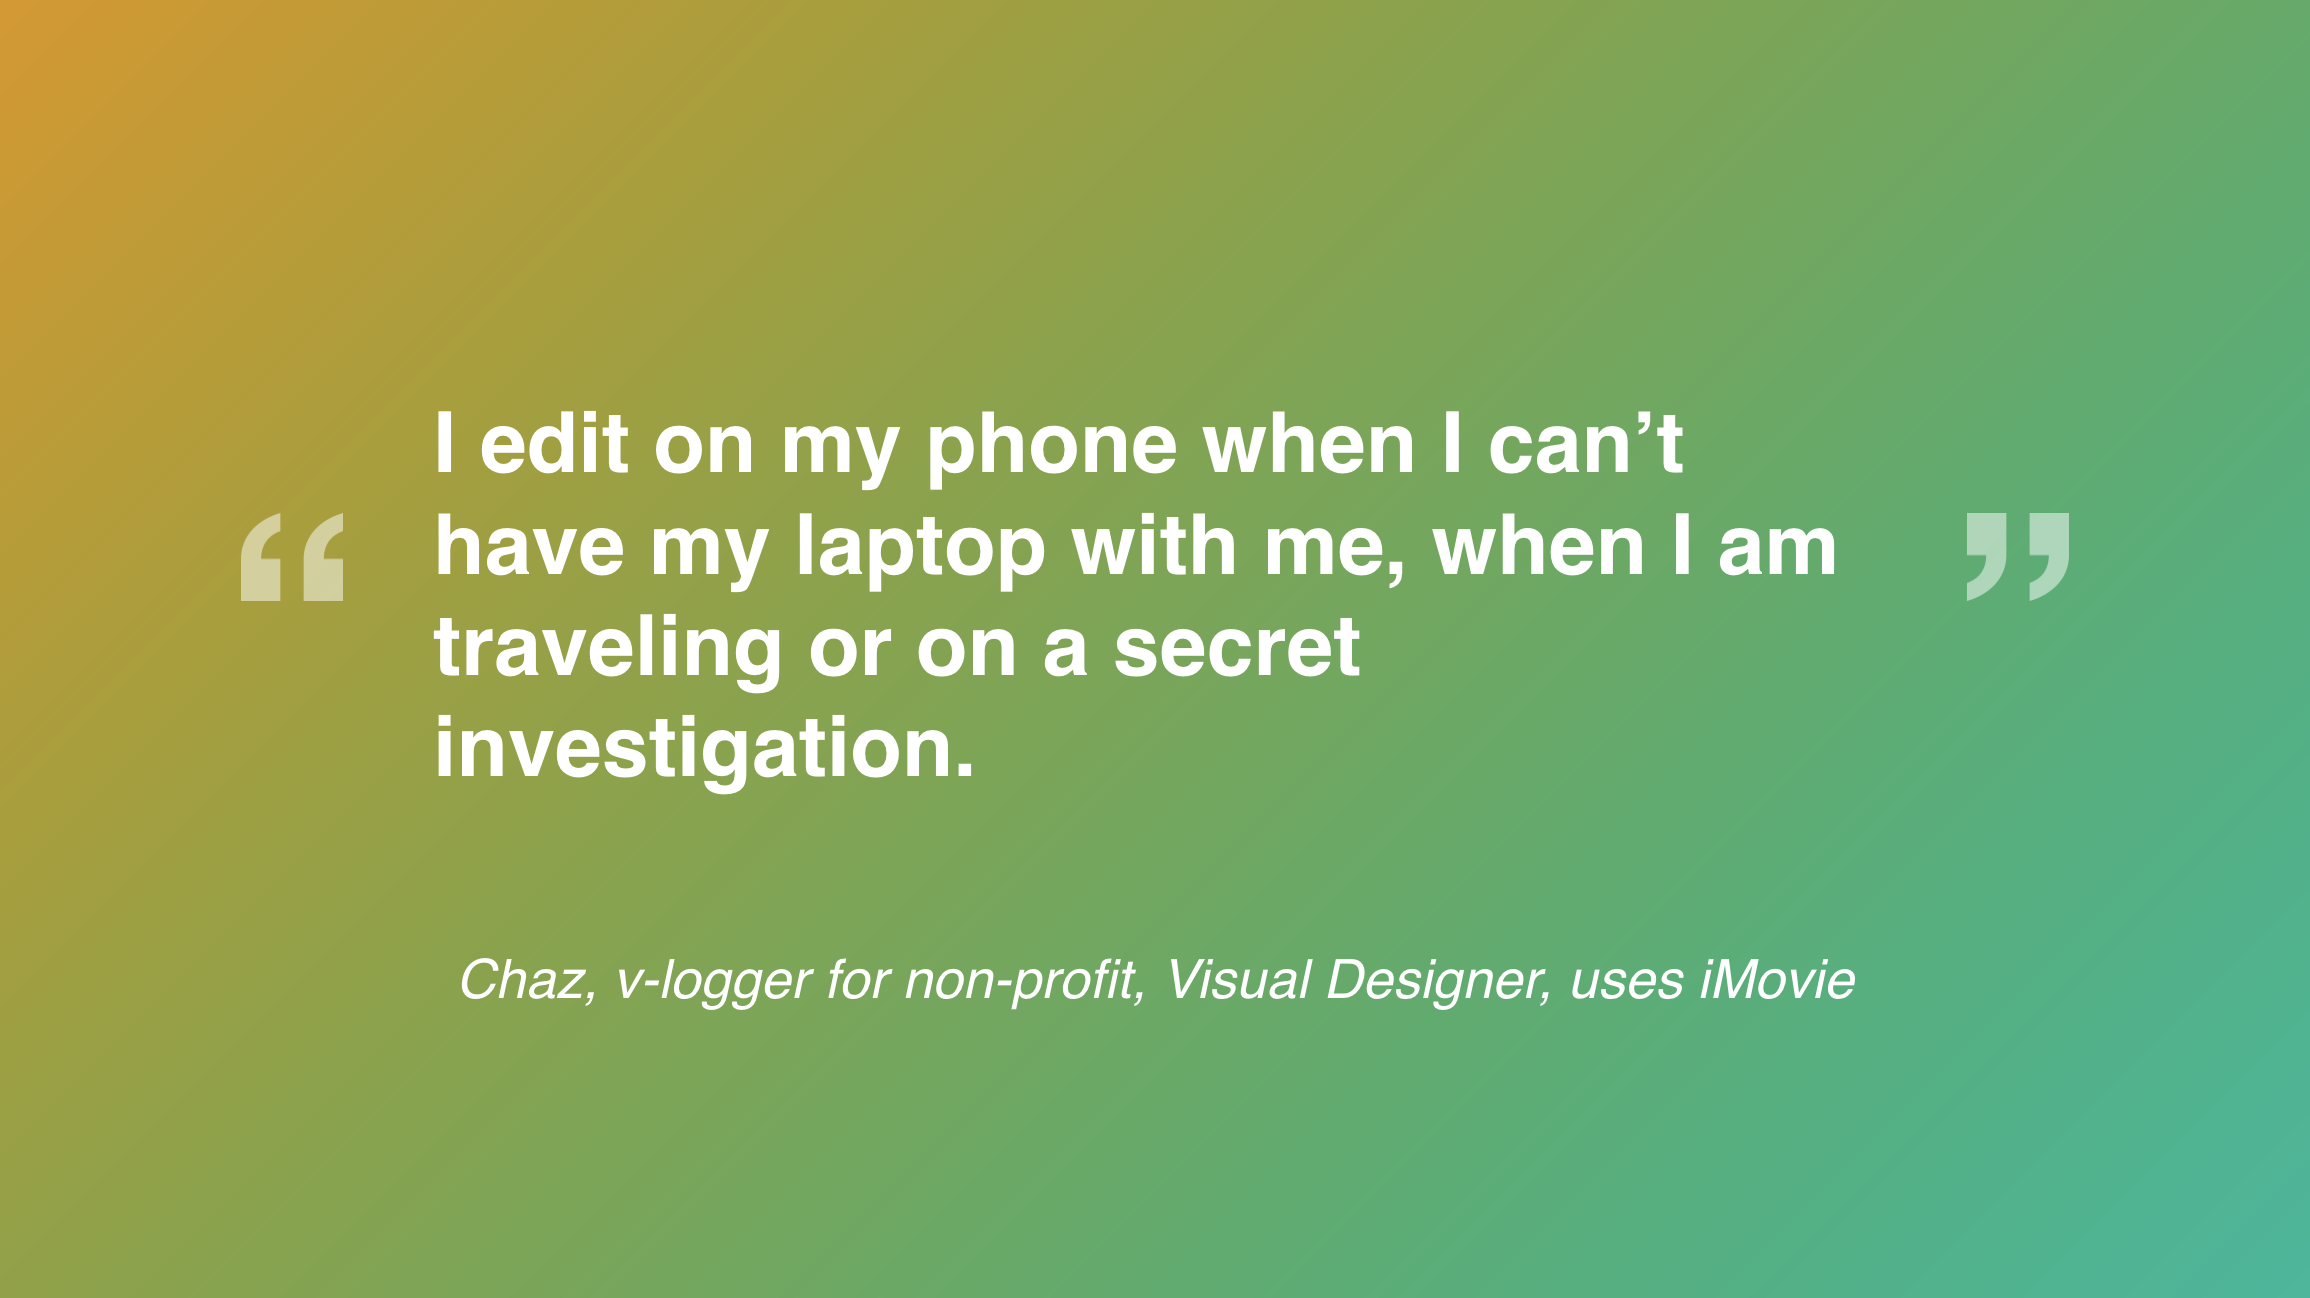 “
I edit on my phone when I can’t
have my laptop with me, when I am
traveling or on a secret
investigation.
”
Chaz, v-logger for non-profit, Visual Designer, uses iMovie